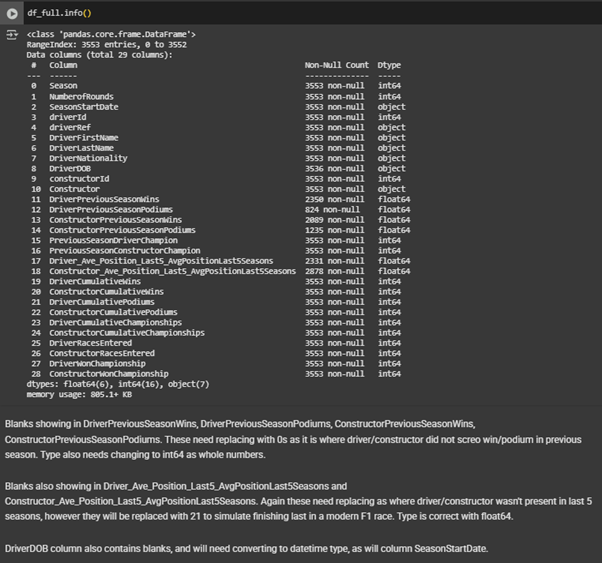 df_full.info()
<class 'pandas.core.frame.DataFrame'>
RangeIndex: 3553 entries, 0 to 3552
Data columns (total 29 columns):
 #   Column                                         Non-Null Count  Dtype
---  ------                                         --------------  -----
 0   Season                                         3553 non-null   int64
 1   NumberofRounds                                 3553 non-null   int64
 2   SeasonStartDate                                3553 non-null   object
 3   driverId                                       3553 non-null   int64
 4   driverRef                                      3553 non-null   object
 5   DriverFirstName                                3553 non-null   object
 6   DriverLastName                                 3553 non-null   object
 7   DriverNationality                              3553 non-null   object
 8   DriverDOB                                      3536 non-null   object
 9   constructorId                                  3553 non-null   int64
 10  Constructor                                    3553 non-null   object
 11  DriverPreviousSeasonWins                       2350 non-null   float64
 12  DriverPreviousSeasonPodiums                    824 non-null    float64
 13  ConstructorPreviousSeasonWins                  2089 non-null   float64
 14  ConstructorPreviousSeasonPodiums               1235 non-null   float64
 15  PreviousSeasonDriverChampion                   3553 non-null   int64
 16  PreviousSeasonConstructorChampion              3553 non-null   int64
 17  Driver_Ave_Position_Last5_AvgPositionLast5Seasons  2331 non-null   float64
 18  Constructor_Ave_Position_Last5_AvgPositionLast5Seasons  2878 non-null   float64
 19  DriverCumulativeWins                           3553 non-null   int64
 20  ConstructorCumulativeWins                      3553 non-null   int64
 21  DriverCumulativePodiums                        3553 non-null   int64
 22  ConstructorCumulativePodiums                   3553 non-null   int64
 23  DriverCumulativeChampionships                  3553 non-null   int64
 24  ConstructorCumulativeChampionships             3553 non-null   int64
 25  DriverRacesEntered                             3553 non-null   int64
 26  ConstructorRacesEntered                        3553 non-null   int64
 27  DriverWonChampionship                          3553 non-null   int64
 28  ConstructorWonChampionship                     3553 non-null   int64
dtypes: float64(6), int64(16), object(7)
memory usage: 805.1+ KB
Blanks showing in DriverPreviousSeasonWins, DriverPreviousSeasonPodiums, ConstructorPreviousSeasonWins,
ConstructorPreviousSeasonPodiums. These need replacing with 0s as it is where driver/constructor did not screo win/podium in previous
season. Type also needs changing to int64 as whole numbers.
Blanks also showing in Driver_Ave_Position_Last5_AvgPositionLast5Seasons and
Constructor_Ave_Position_Last5_AvgPositionLast5Seasons. Again these need replacing as where driver/constructor wasn't present in last 5
seasons, however they will be replaced with 21 to simulate finishing last in a modern F1 race. Type is correct with float64.
DriverDOB column also contains blanks, and will need converting to datetime type, as will column SeasonStartDate.